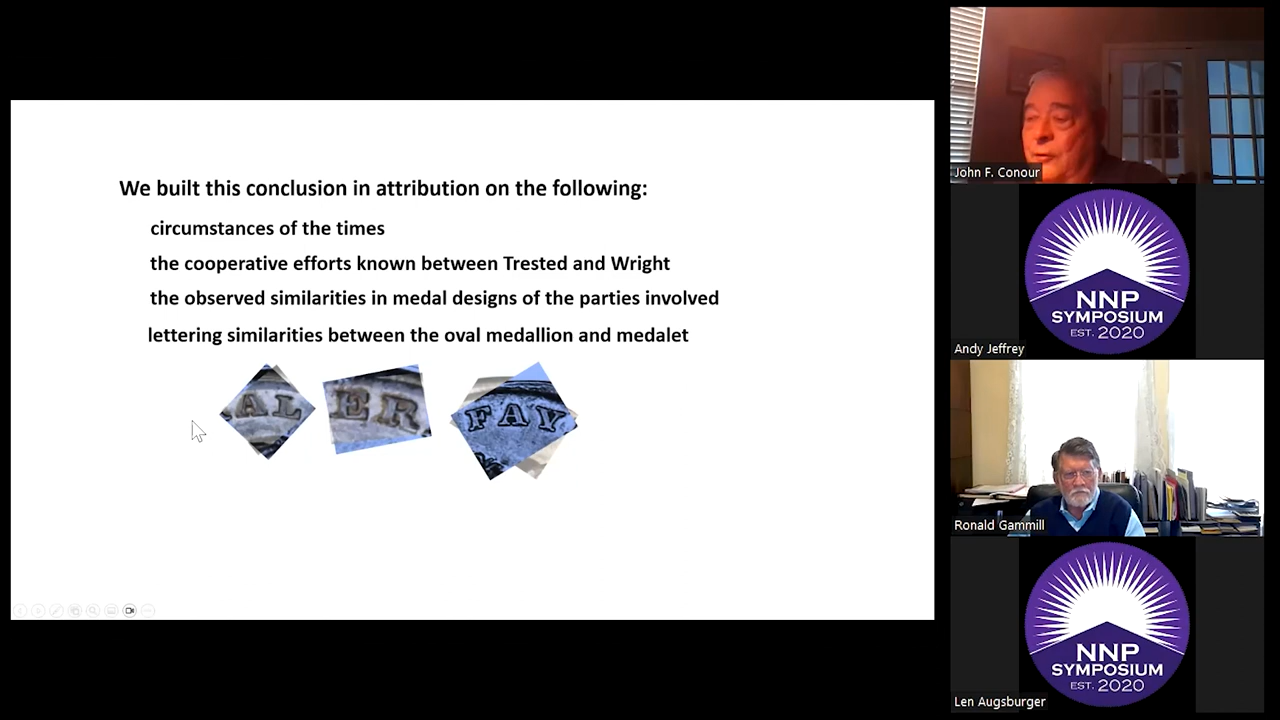 We built this conclusion in attribution on the following:
circumstances of the times
the cooperative efforts known between Trested and Wright
the observed similarities in medal designs of the parties involved
lettering similarities between the oval medallion and medalet
AL
ER
FAY
John F. Conour
NNP
SYMPOSIUM
EST. 2020
Andy Jeffrey
Ronald Gammill
NNP
SYMPOSIUM
EST. 2020
Len Augsburger